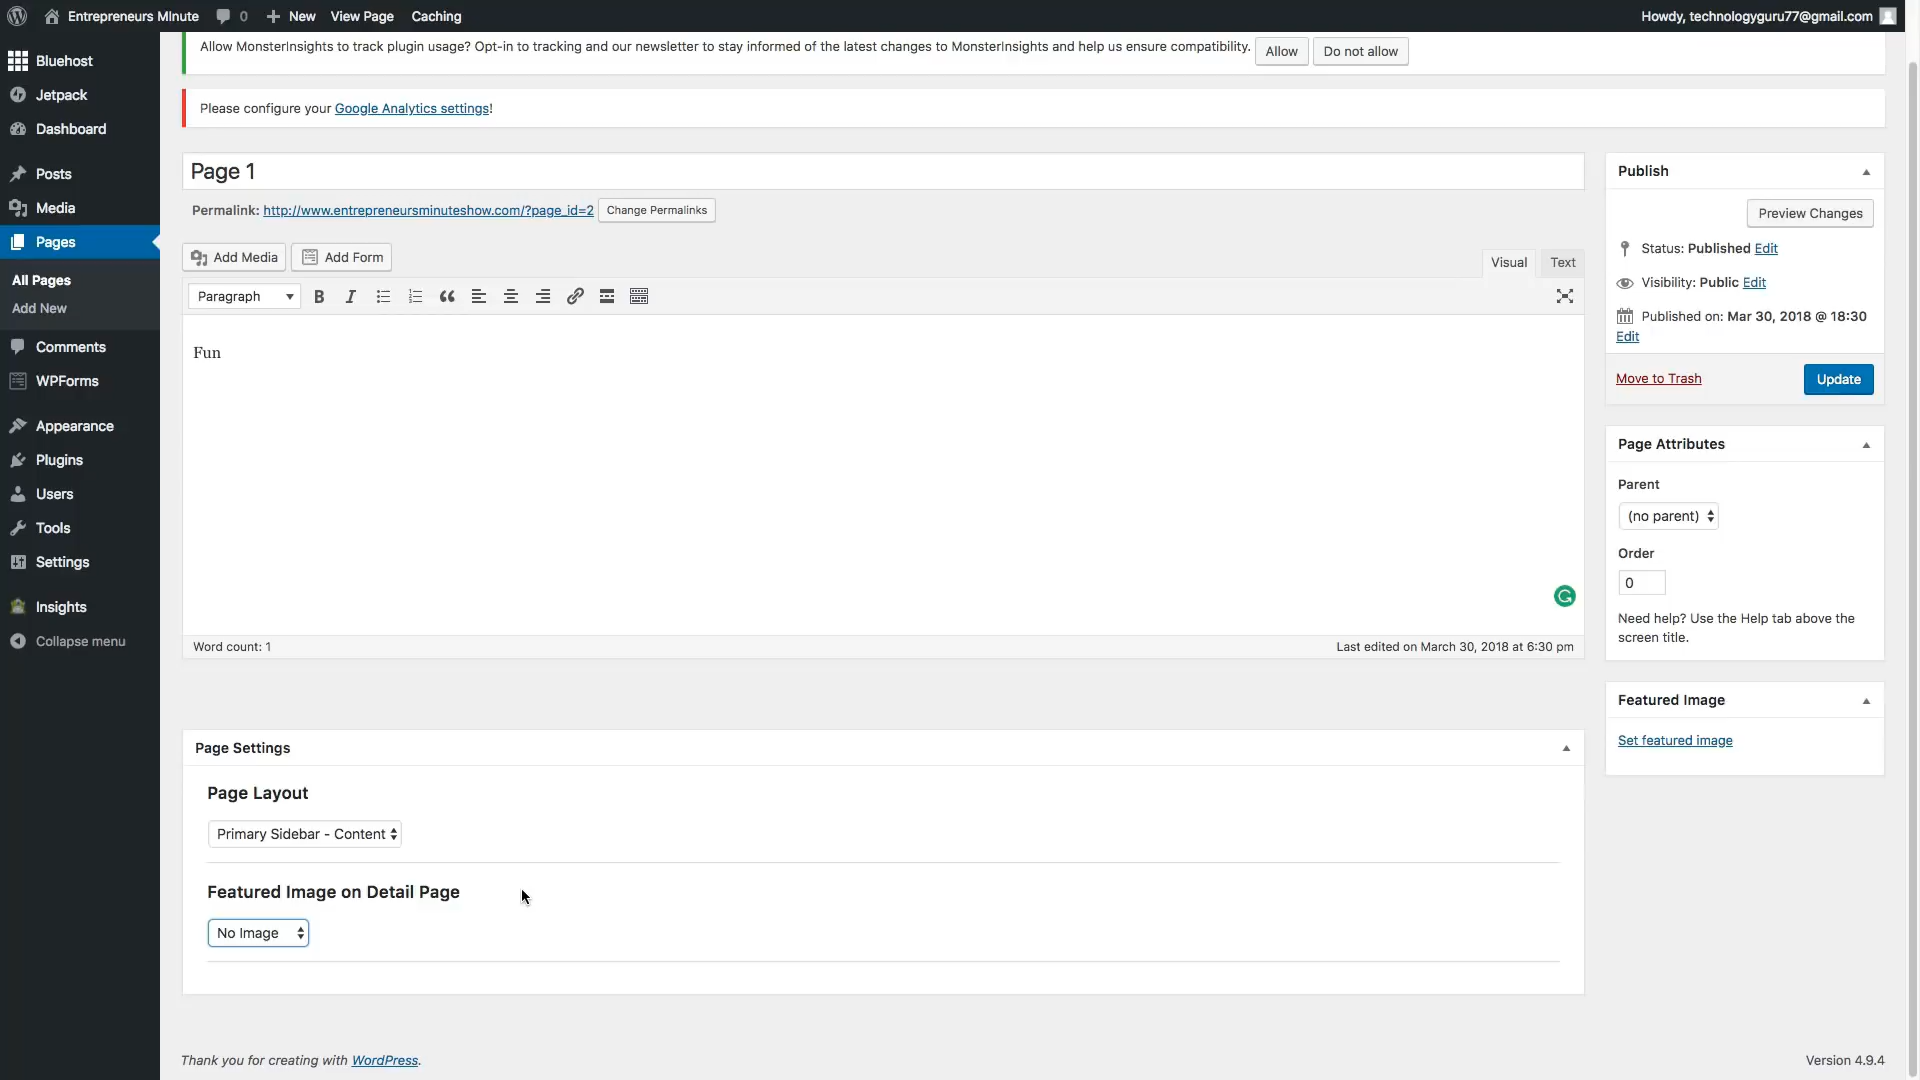 Entrepreneurs Minute 0 New View Page Caching Howdy, technologyguru77@gmail.com
Bluehost
Jetpack
Dashboard
Posts
Media
Pages
All Pages
Add New
Comments
WPForms
Appearance
Plugins
Users
Tools
Settings
Insights
Collapse menu
Allow MonsterInsights to track plugin usage? Opt-in to tracking and our newsletter to stay informed of the latest changes to MonsterInsights and help us ensure compatibility. Allow Do not allow
Please configure your Google Analytics settings!
Page 1
Permalink: http://www.entrepreneursminuteshow.com/?page_id=2 Change Permalinks
Add Media Add Form
Visual Text
Paragraph
Fun
Word count: 1 Last edited on March 30, 2018 at 6:30 pm
Page Settings
Page Layout
Primary Sidebar - Content
Featured Image on Detail Page
No Image
Publish
Preview Changes
Status: Published Edit
Visibility: Public Edit
Published on: Mar 30, 2018 @ 18:30
Edit
Move to Trash Update
Page Attributes
Parent
(no parent)
Order
0
Need help? Use the Help tab above the
screen title.
Featured Image
Set featured image
Thank you for creating with WordPress. Version 4.9.4